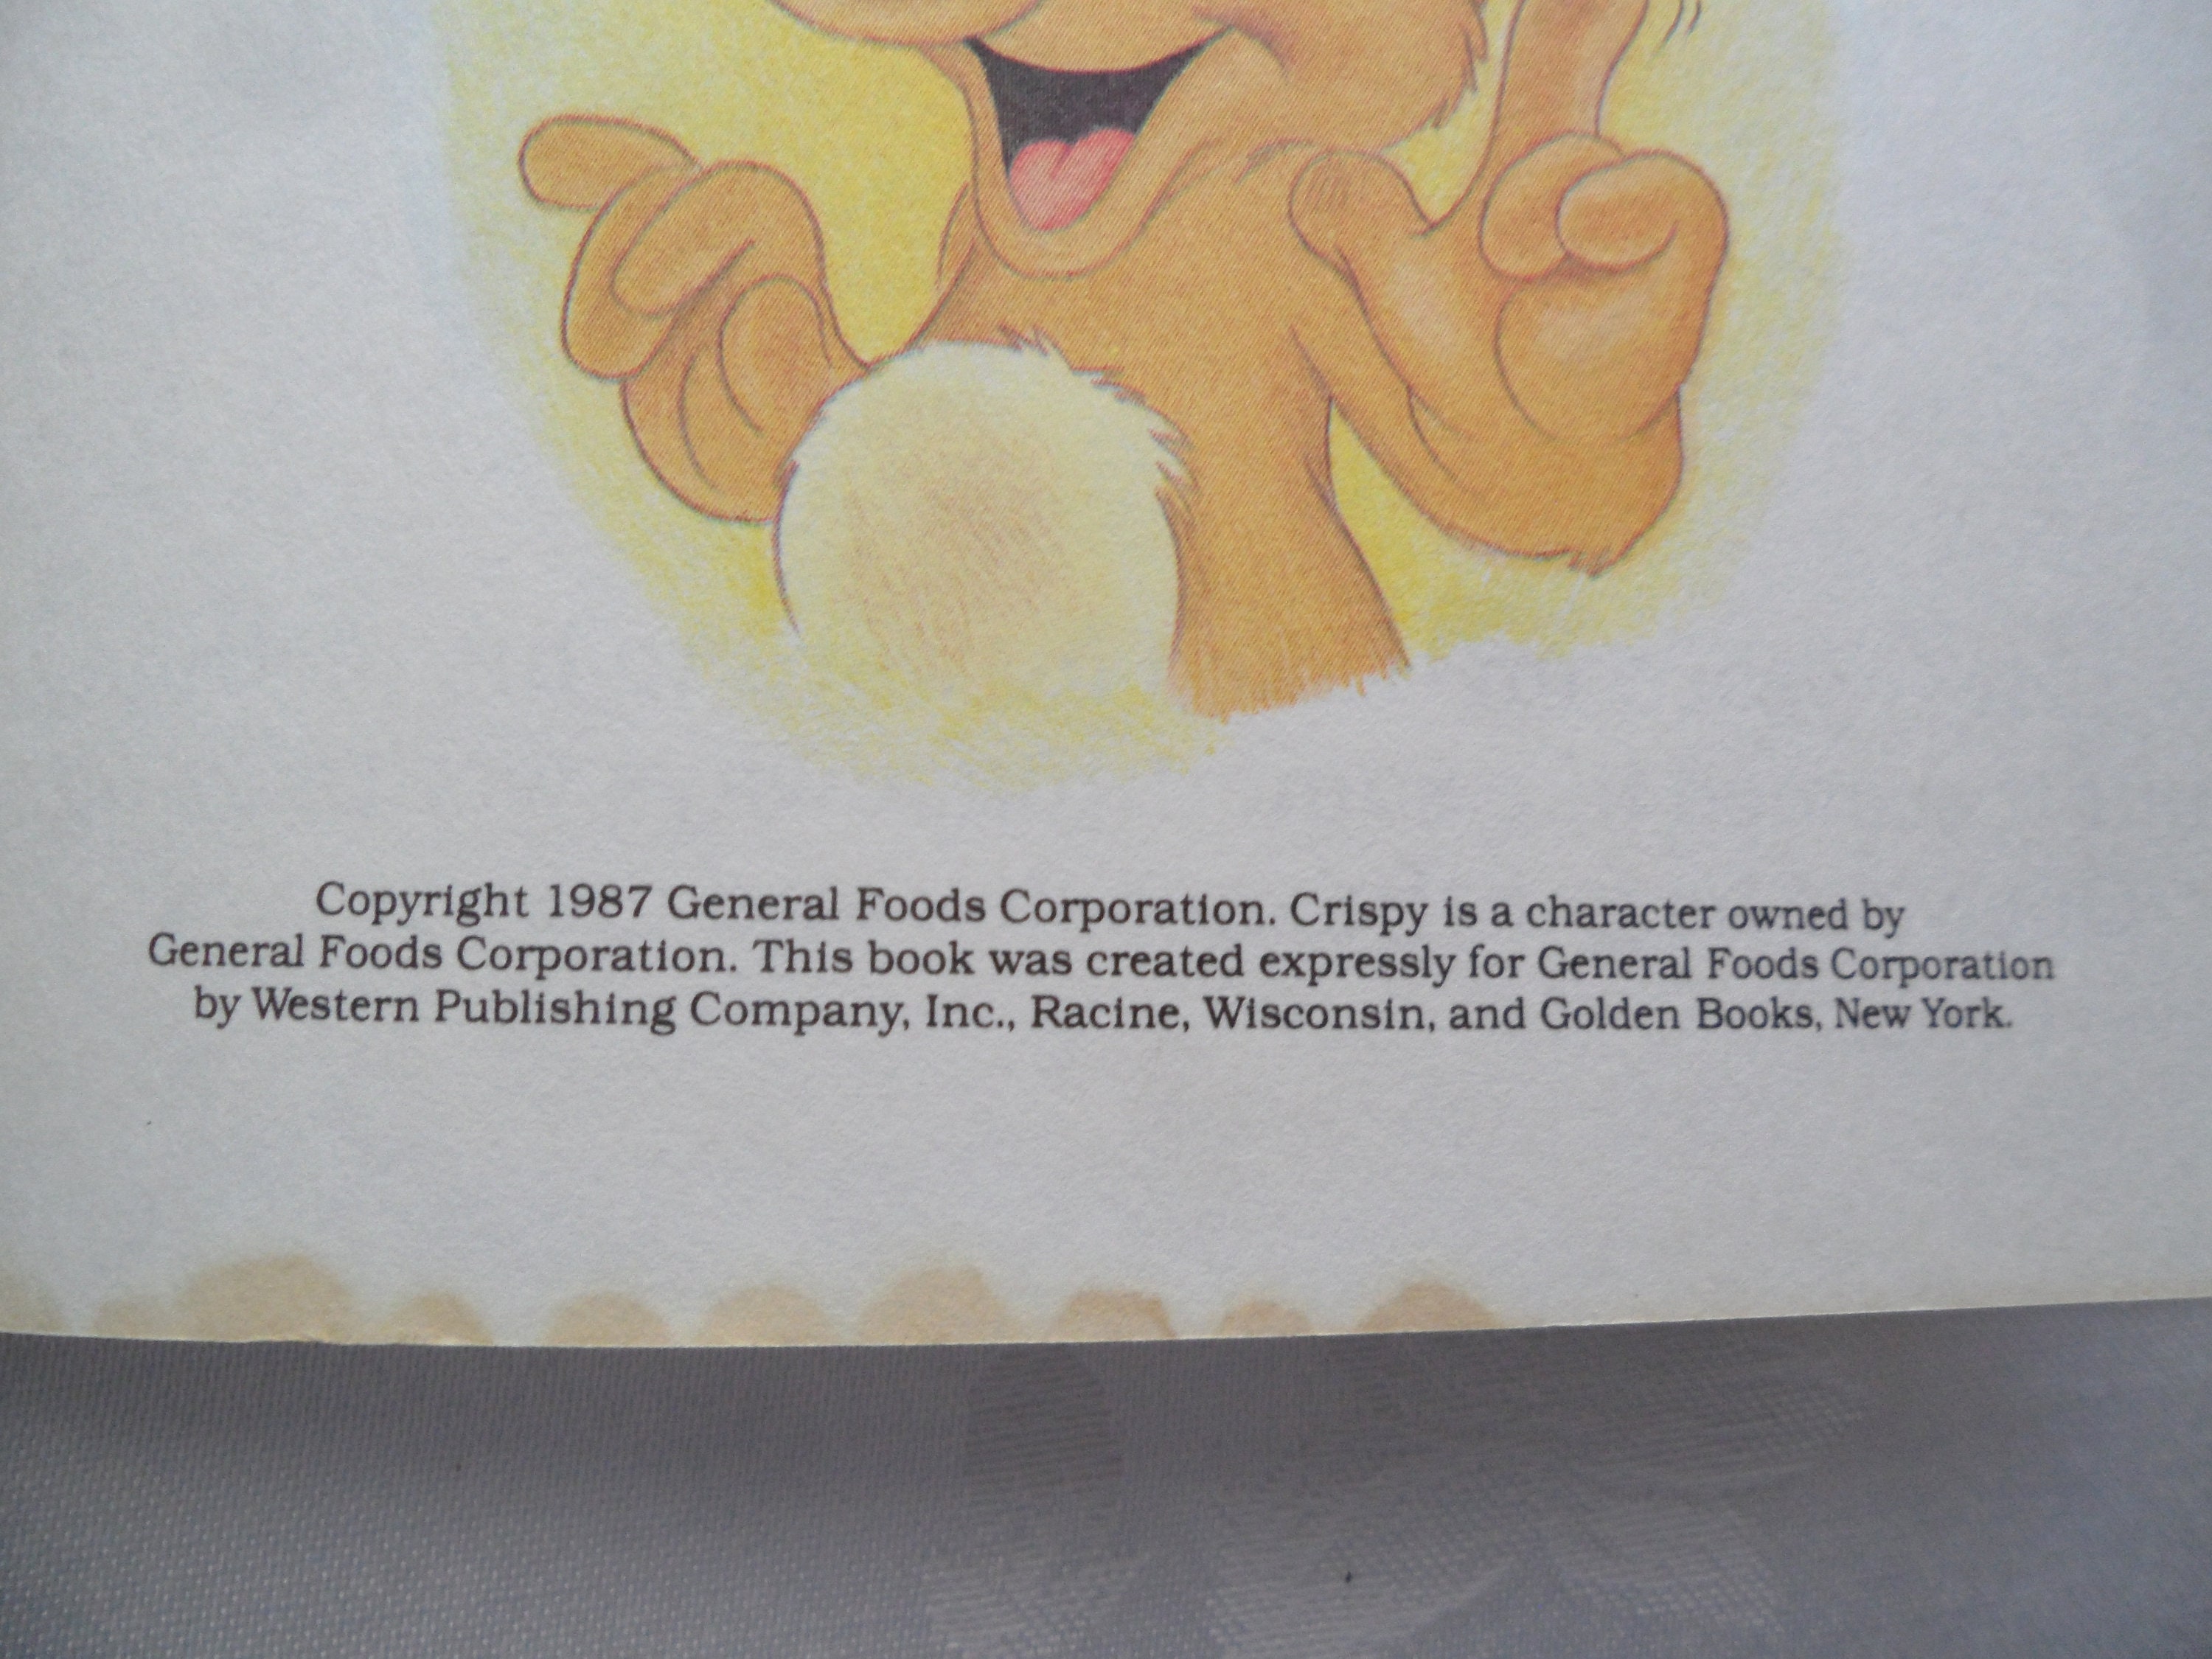 Copyright 1987 General Foods Corporation. Crispy is a character owned by
General Foods Corporation. This book was created expressly for General Foods Corporation
by Western Publishing Company, Inc., Racine, Wisconsin, and Golden Books, New York.